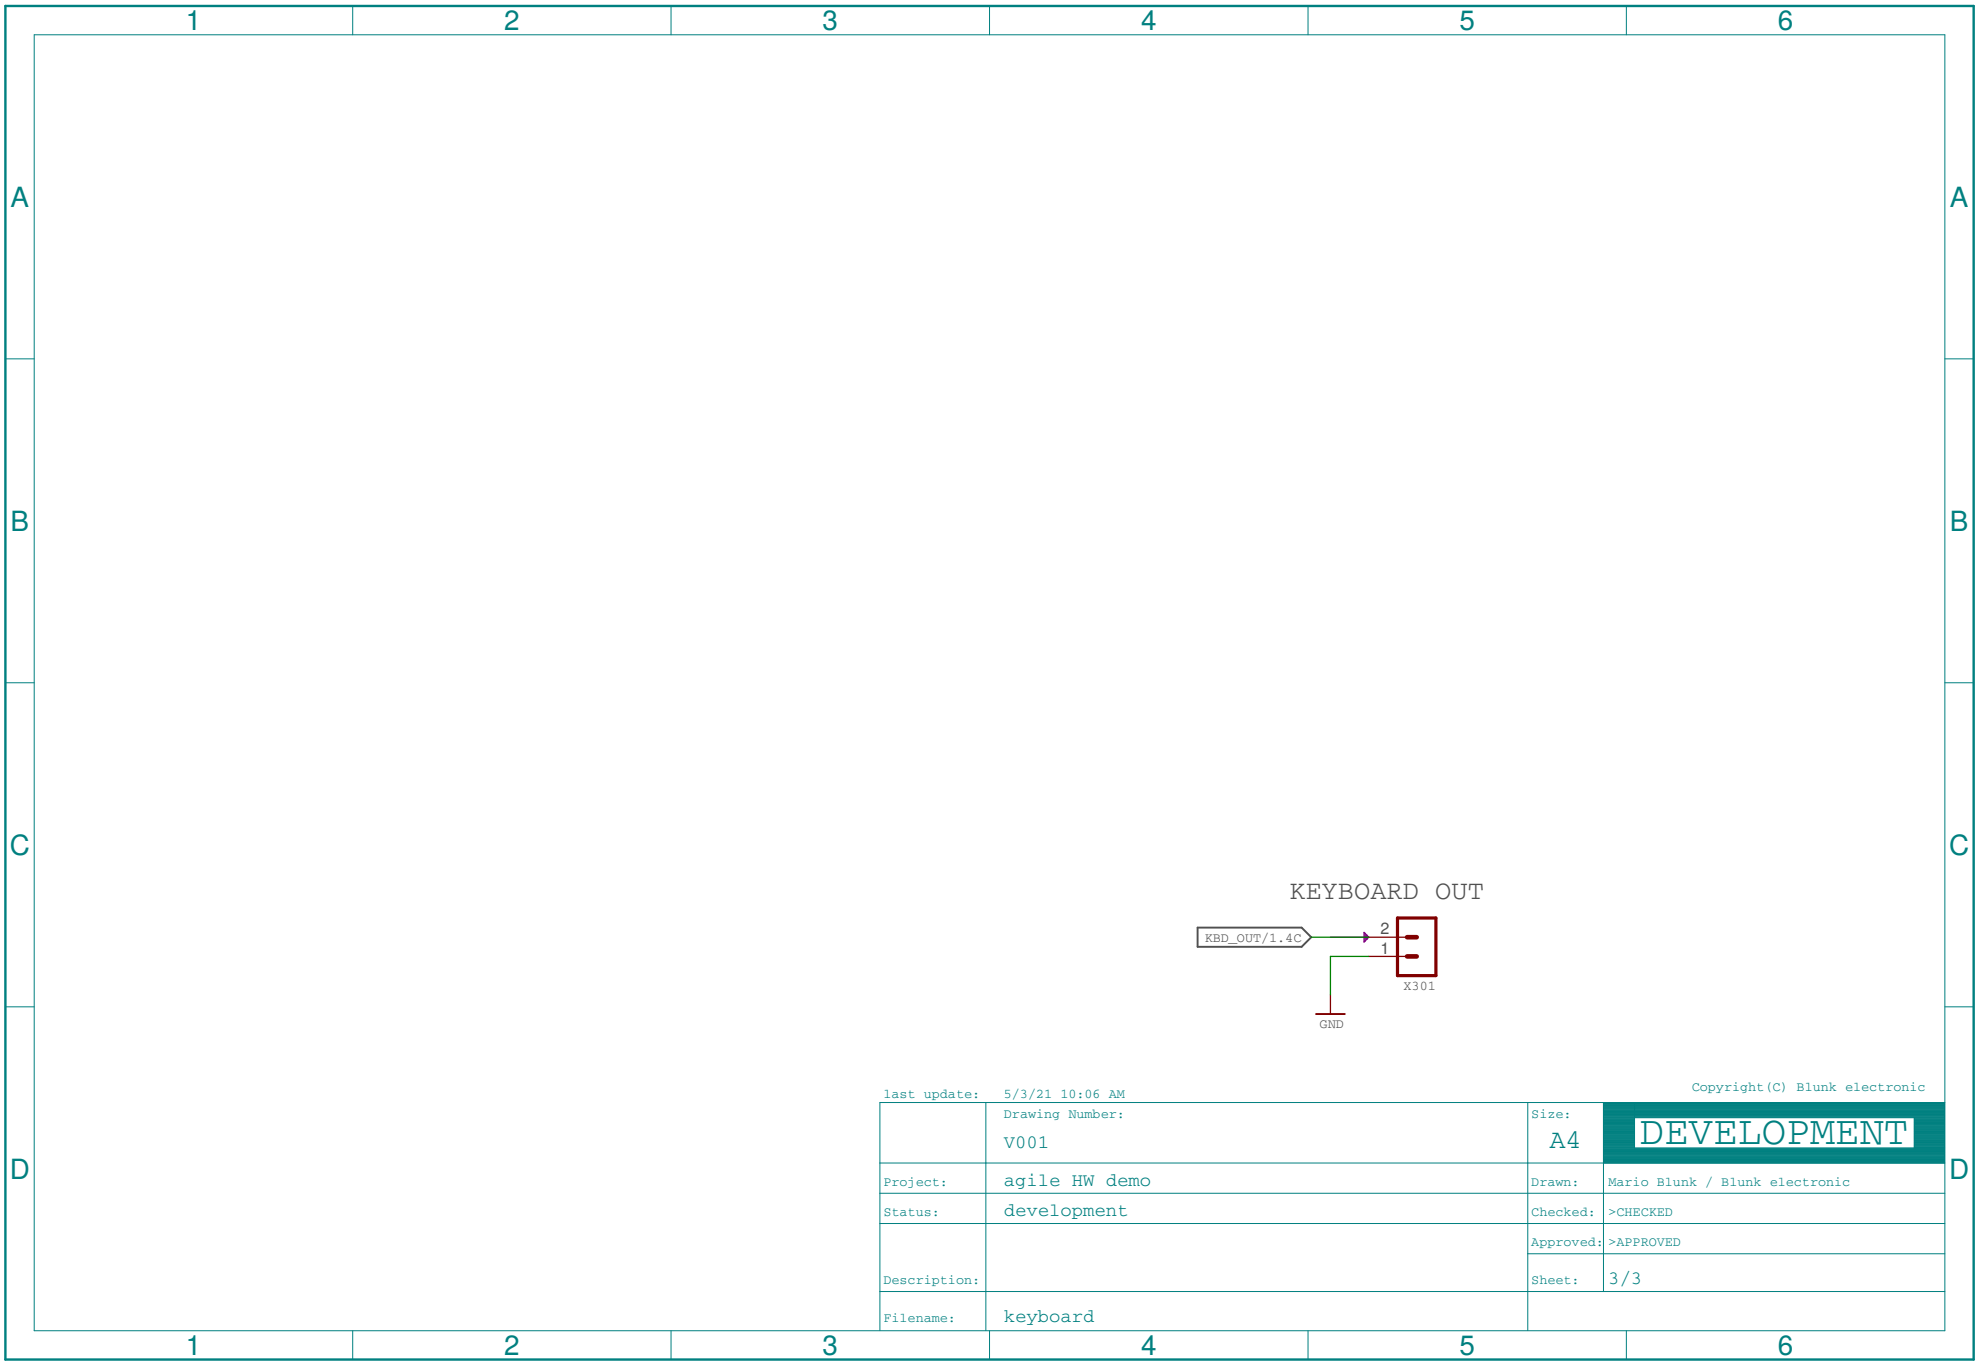 1 2 3 4 5 6
A A
B B
C C
KEYBOARD OUT
KBD_OUT/1.4C 2
1
X301
GND
last update: 5/3/21 10:06 AM Copyright(C) Blunk electronic
Drawing Number: Size:
V001 A4 DEVELOPMENT
D D
Project: agile HW demo Drawn: Mario Blunk / Blunk electronic
Status: development Checked: >CHECKED
Approved: >APPROVED
Description: Sheet: 3/3
Filename: keyboard
1 2 3 4 5 6